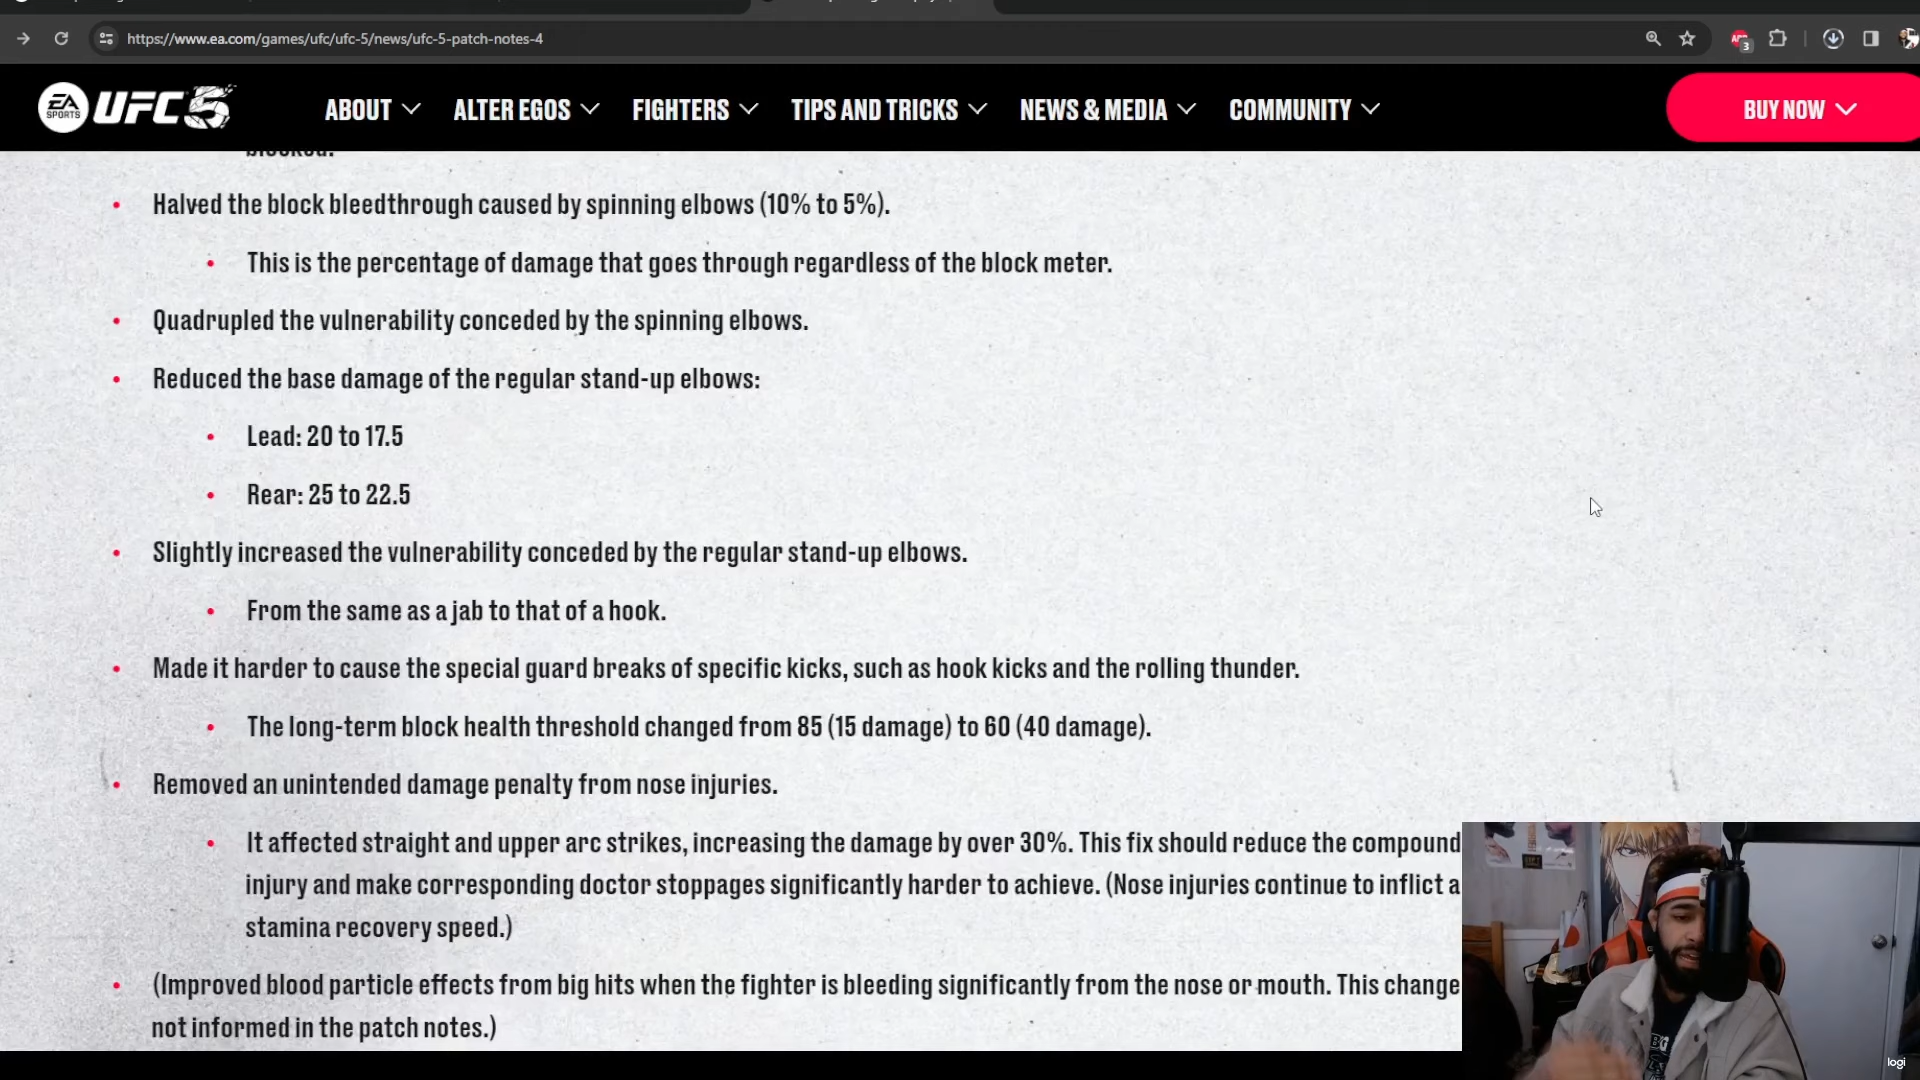 https://www.ea.com/games/ufc/ufc-5/news/ufc-5-patch-notes-4
3
EA SPORTS UFC 5 ABOUT ALTER EGOS FIGHTERS TIPS AND TRICKS NEWS & MEDIA COMMUNITY BUY NOW
blocked.
• Halved the block bleedthrough caused by spinning elbows (10% to 5%).
• This is the percentage of damage that goes through regardless of the block meter.
• Quadrupled the vulnerability conceded by the spinning elbows.
• Reduced the base damage of the regular stand-up elbows:
• Lead: 20 to 17.5
• Rear: 25 to 22.5
• Slightly increased the vulnerability conceded by the regular stand-up elbows.
• From the same as a jab to that of a hook.
• Made it harder to cause the special guard breaks of specific kicks, such as hook kicks and the rolling thunder.
• The long-term block health threshold changed from 85 (15 damage) to 60 (40 damage).
• Removed an unintended damage penalty from nose injuries.
• It affected straight and upper arc strikes, increasing the damage by over 30%. This fix should reduce the compound
injury and make corresponding doctor stoppages significantly harder to achieve. (Nose injuries continue to inflict a
stamina recovery speed.)
• (Improved blood particle effects from big hits when the fighter is bleeding significantly from the nose or mouth. This change
not informed in the patch notes.)
logi